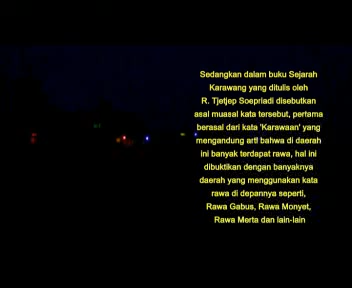 Sedangkan dalam buku Sejarah
Karawang yang ditulis oleh
R. Tjetjep Soepriadi disebutkan
asal muasal kata tersebut, pertama
berasal dari kata 'Karawaan' yang
mengandung arti bahwa di daerah
ini banyak terdapat rawa, hal ini
dibuktikan dengan banyaknya
daerah yang menggunakan kata
rawa di depannya seperti,
Rawa Gabus, Rawa Monyet,
Rawa Merta dan lain-lain